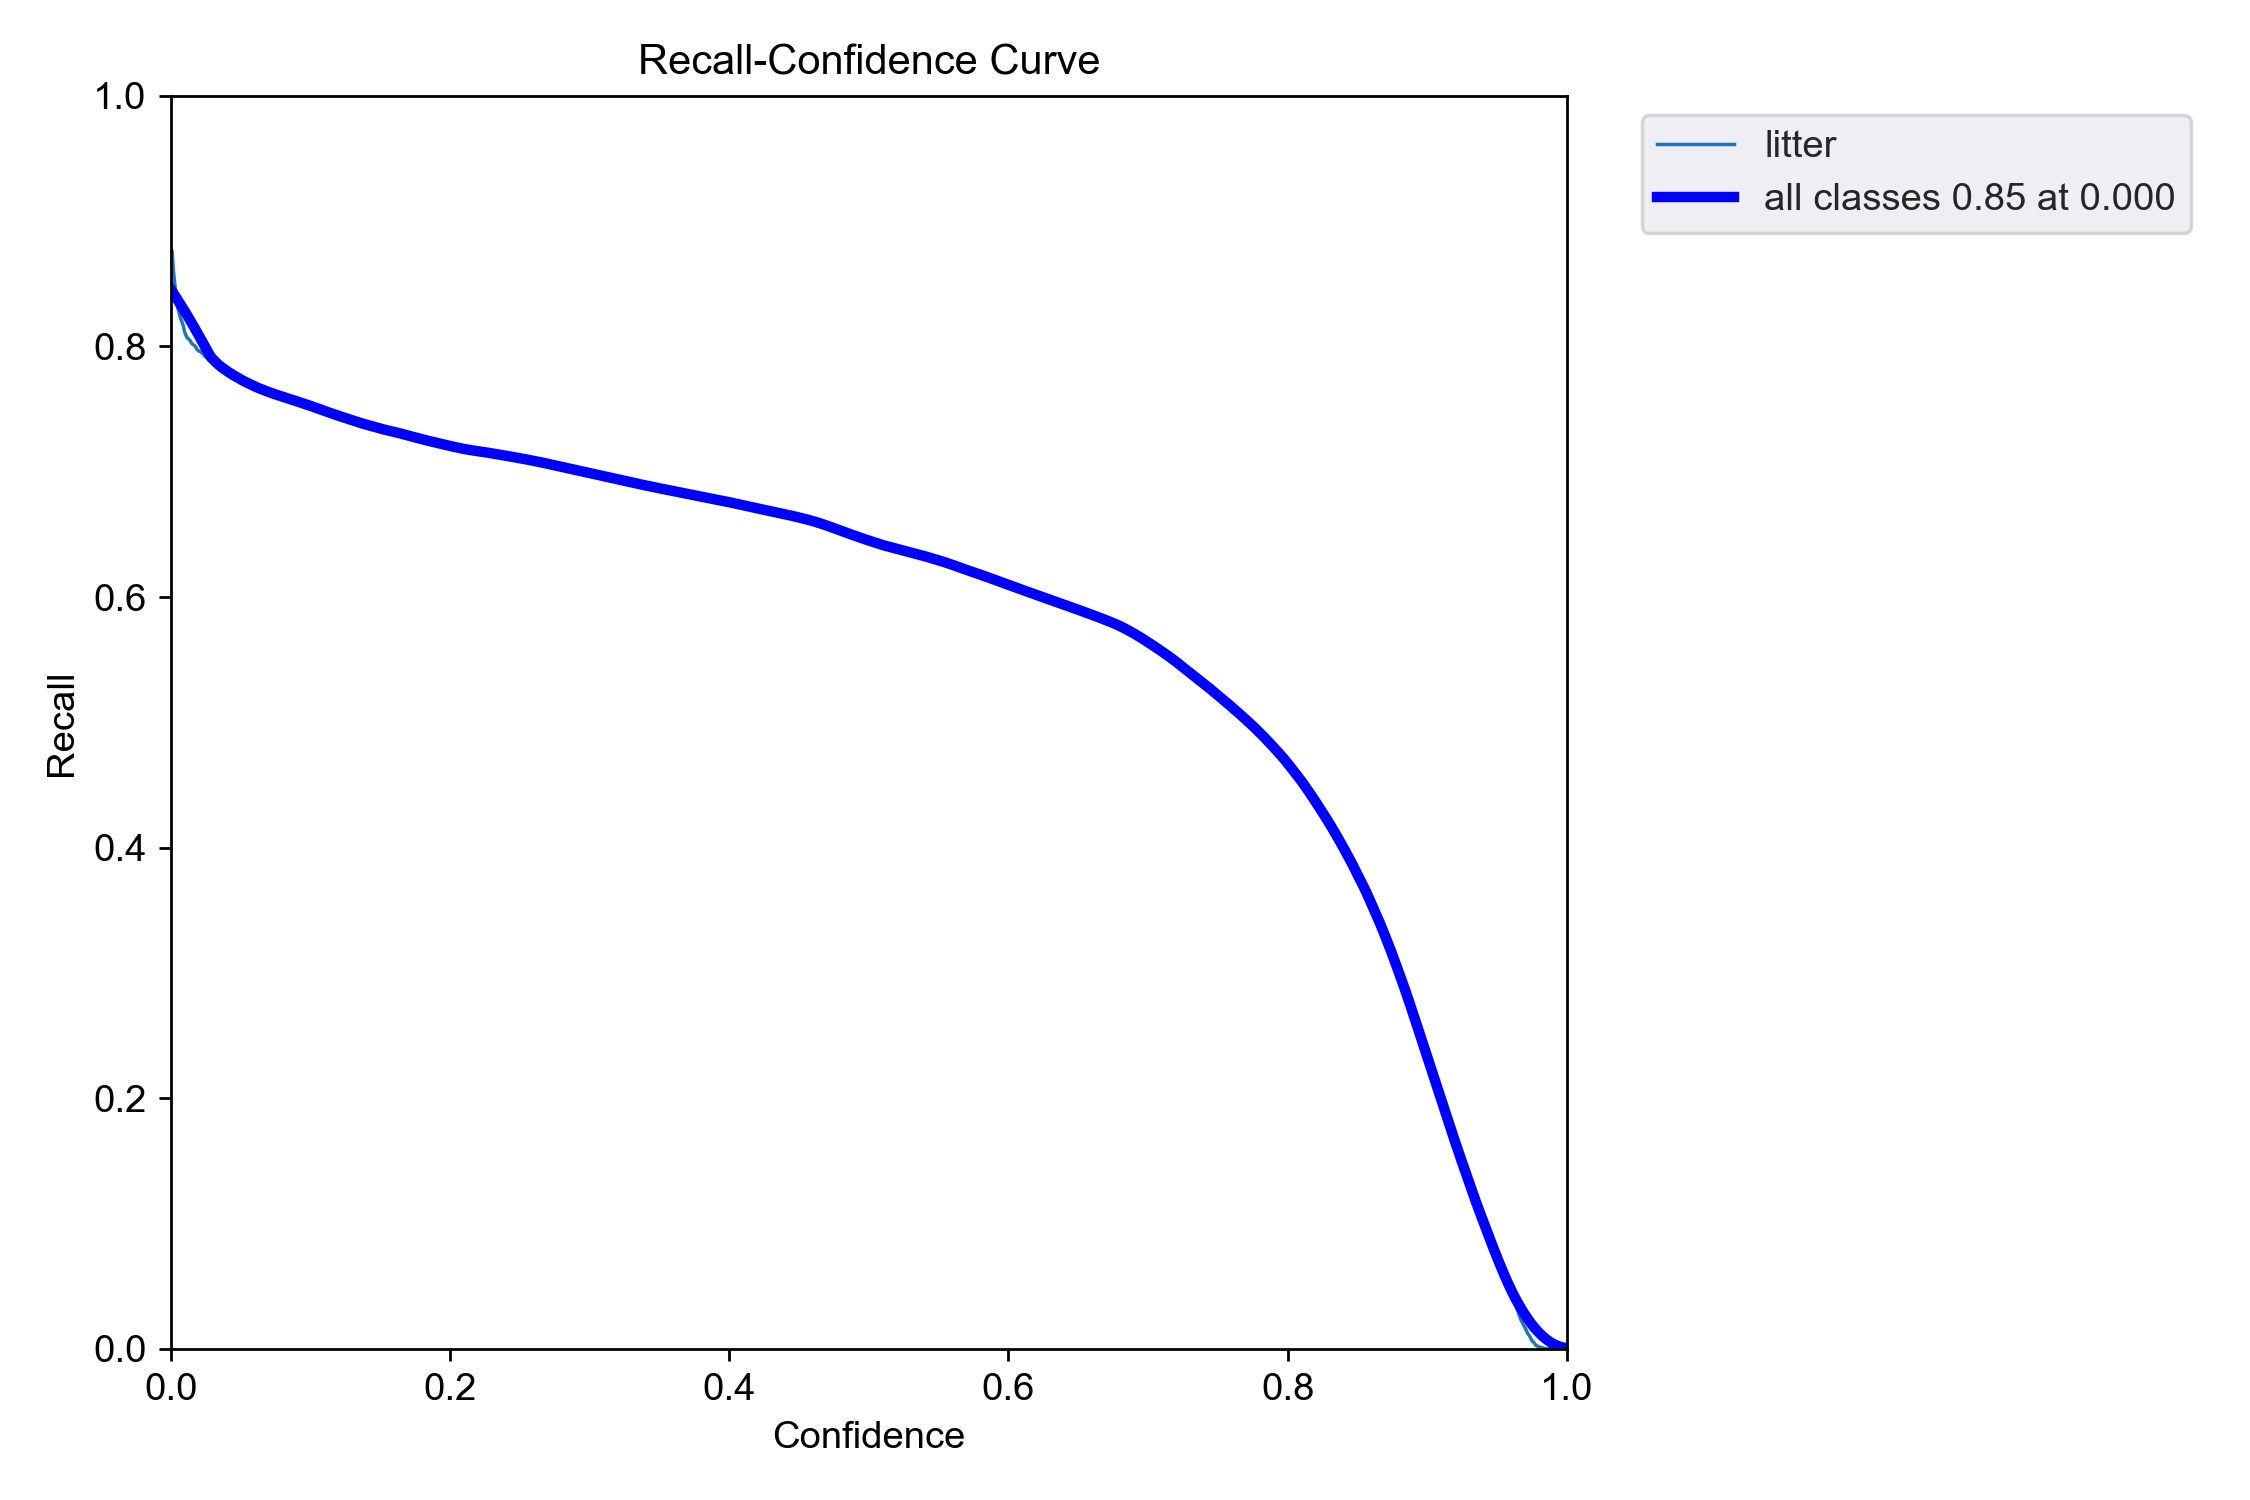 Recall-Confidence Curve
1.0
0.8
0.6
0.4
0.2
0.0
Recall
0.0 0.2 0.4 0.6 0.8 1.0
Confidence
litter
all classes 0.85 at 0.000